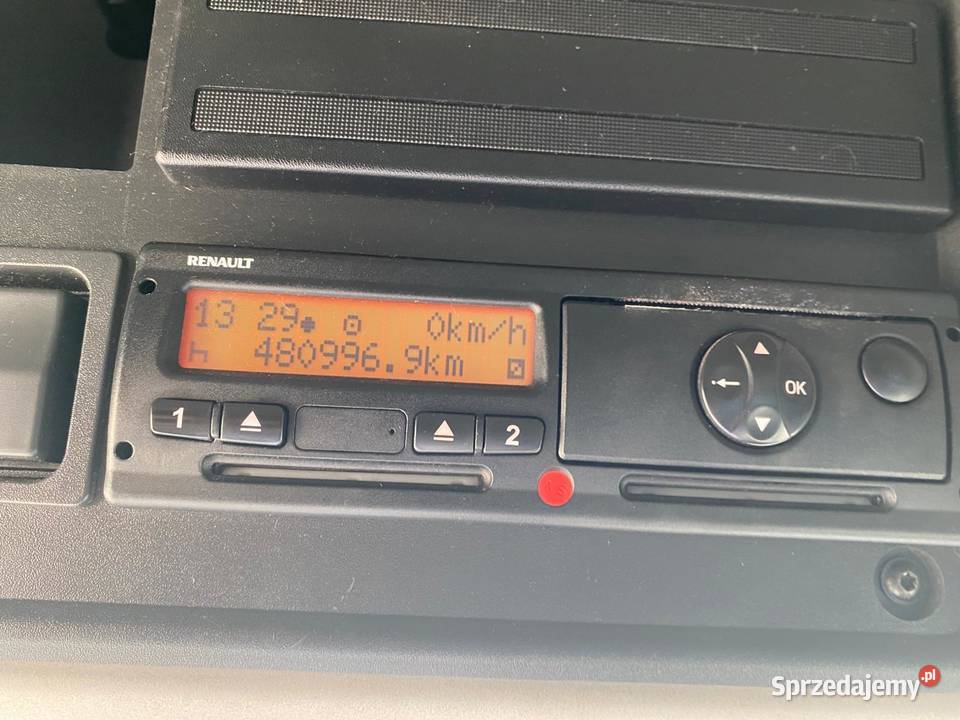 RENAULT
13 29 0km/h
h 480996.9km
1 2
OK
Sprzedajemy.pl